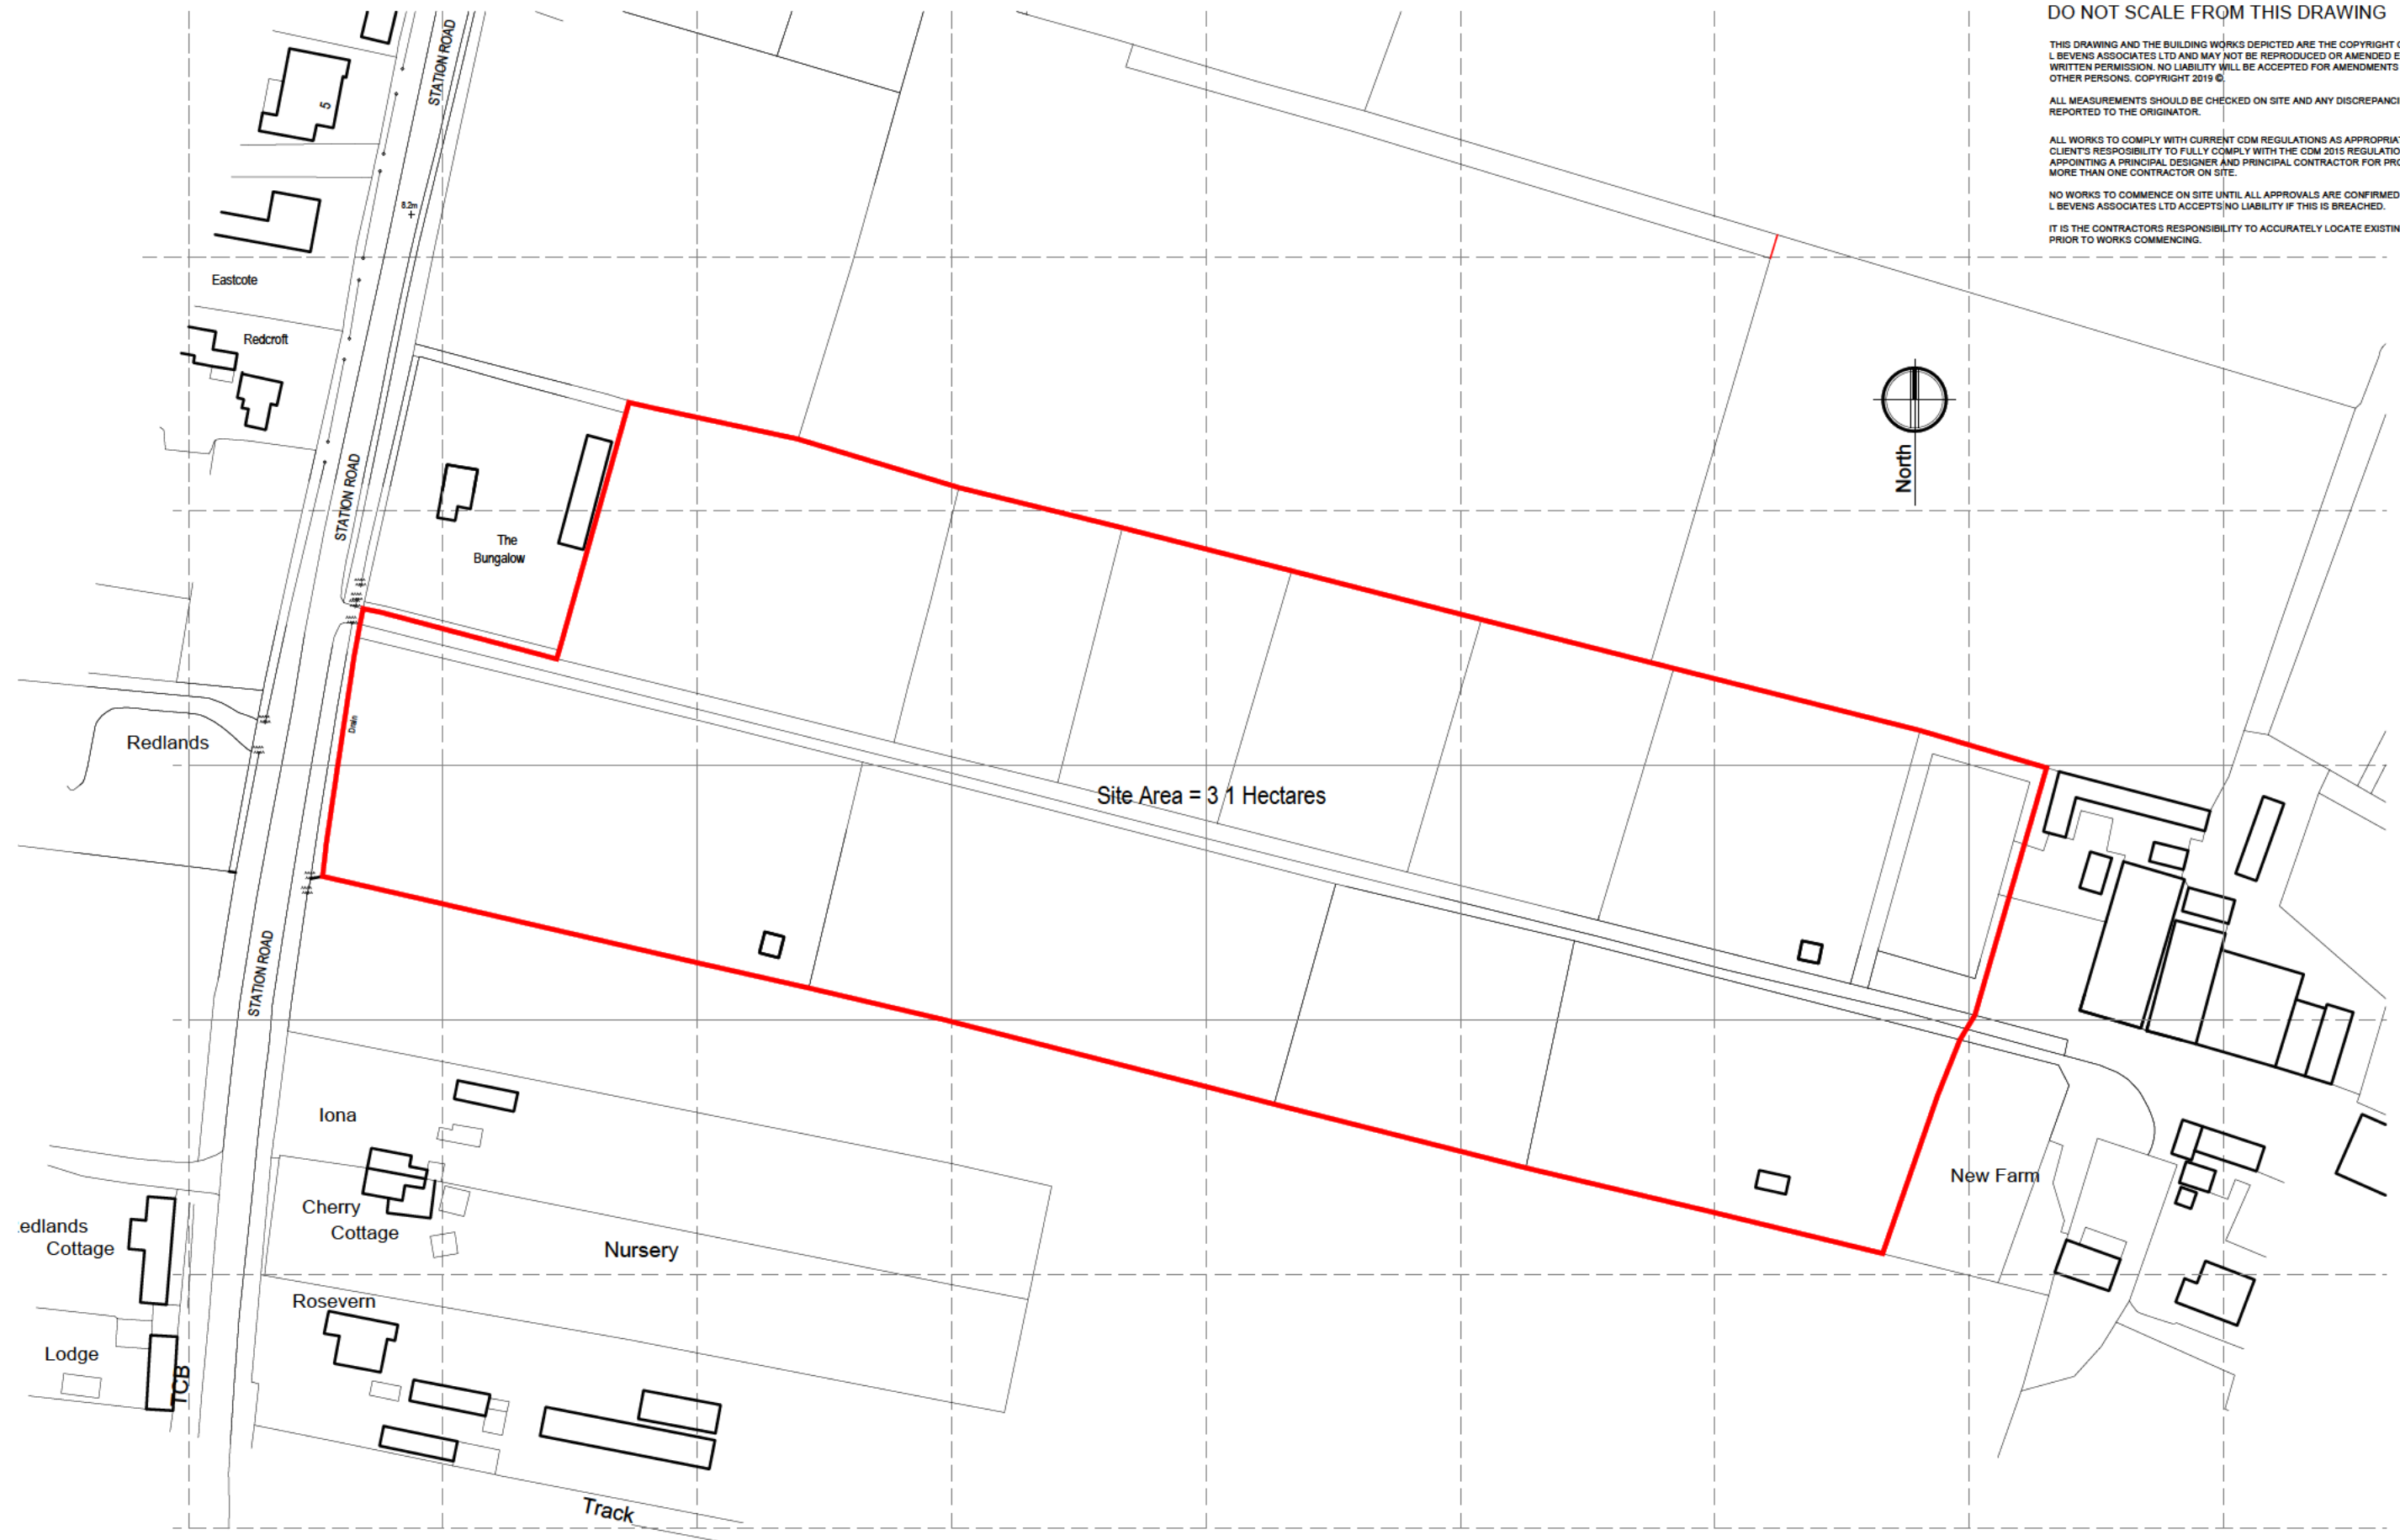 DO NOT SCALE FROM THIS DRAWING
THIS DRAWING AND THE BUILDING WORKS DEPICTED ARE THE COPYRIGHT
L BEVENS ASSOCIATES LTD AND MAY NOT BE REPRODUCED OR AMENDED
WRITTEN PERMISSION. NO LIABILITY WILL BE ACCEPTED FOR AMENDMENTS
OTHER PERSONS. COPYRIGHT 2019 ©
ALL MEASUREMENTS SHOULD BE CHECKED ON SITE AND ANY DISCREPANCI
REPORTED TO THE ORIGINATOR.
ALL WORKS TO COMPLY WITH CURRENT CDM REGULATIONS AS APPROPRIA
CLIENT'S RESPOSIBILITY TO FULLY COMPLY WITH THE CDM 2015 REGULATIO
APPOINTING A PRINCIPAL DESIGNER AND PRINCIPAL CONTRACTOR FOR PRO
MORE THAN ONE CONTRACTOR ON SITE.
NO WORKS TO COMMENCE ON SITE UNTIL ALL APPROVALS ARE CONFIRMED
L BEVENS ASSOCIATES LTD ACCEPTS NO LIABILITY IF THIS IS BREACHED.
IT IS THE CONTRACTORS RESPONSIBILITY TO ACCURATELY LOCATE EXISTIN
PRIOR TO WORKS COMMENCING.
STATION ROAD
5
8.2m
Eastcote
Redcroft
North
STATION ROAD
The
Bungalow
Drain
Redlands
Site Area = 3 1 Hectares
STATION ROAD
Iona
Cherry
Cottage
New Farm
edlands
Cottage
Nursery
Rosevern
Lodge
TCB
Track